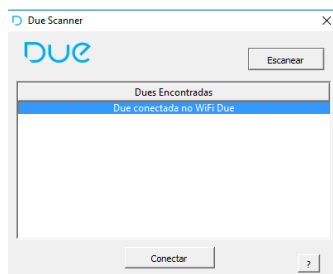 Due Scanner
Due
Escanear
Dues Encontradas
Due conectada no WiFi Due
Conectar
?